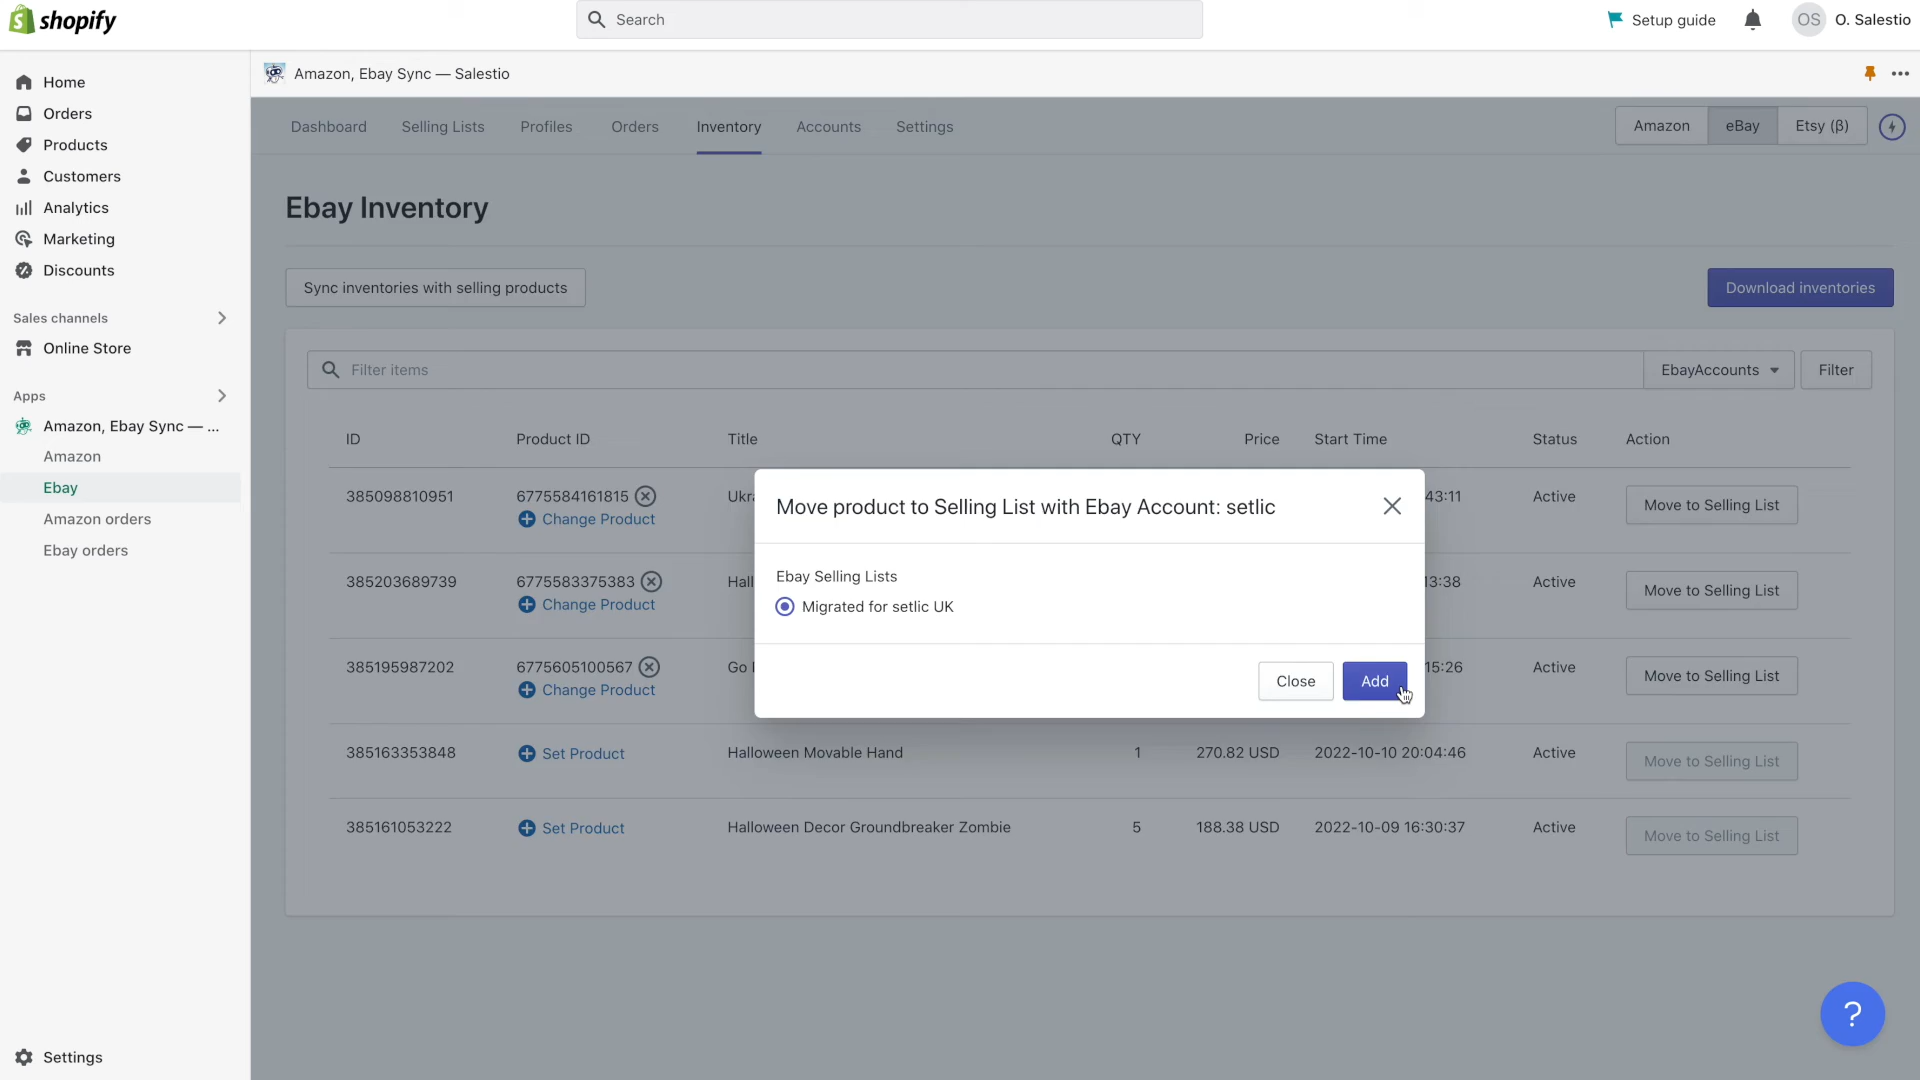 shopify
Search
Setup guide
OS
O. Salestio
Home
Orders
Products
Customers
Analytics
Marketing
Discounts
Sales channels
Online Store
Apps
Amazon, Ebay Sync — ...
Amazon
Ebay
Amazon orders
Ebay orders
Settings
Amazon, Ebay Sync — Salestio
Dashboard
Selling Lists
Profiles
Orders
Inventory
Accounts
Settings
Amazon
eBay
Etsy (β)
Ebay Inventory
Sync inventories with selling products
Download inventories
Filter items
EbayAccounts
Filter
ID
Product ID
Title
QTY
Price
Start Time
Status
Action
385098810951
6775584161815
Change Product
Ukr
43:11
Active
Move to Selling List
385203689739
6775583375383
Change Product
Hall
13:38
Active
Move to Selling List
385195987202
6775605100567
Change Product
Go
15:26
Active
Move to Selling List
385163353848
Set Product
Halloween Movable Hand
1
270.82 USD
2022-10-10 20:04:46
Active
Move to Selling List
385161053222
Set Product
Halloween Decor Groundbreaker Zombie
5
188.38 USD
2022-10-09 16:30:37
Active
Move to Selling List
Move product to Selling List with Ebay Account: setlic
Ebay Selling Lists
Migrated for setlic UK
Close
Add
?